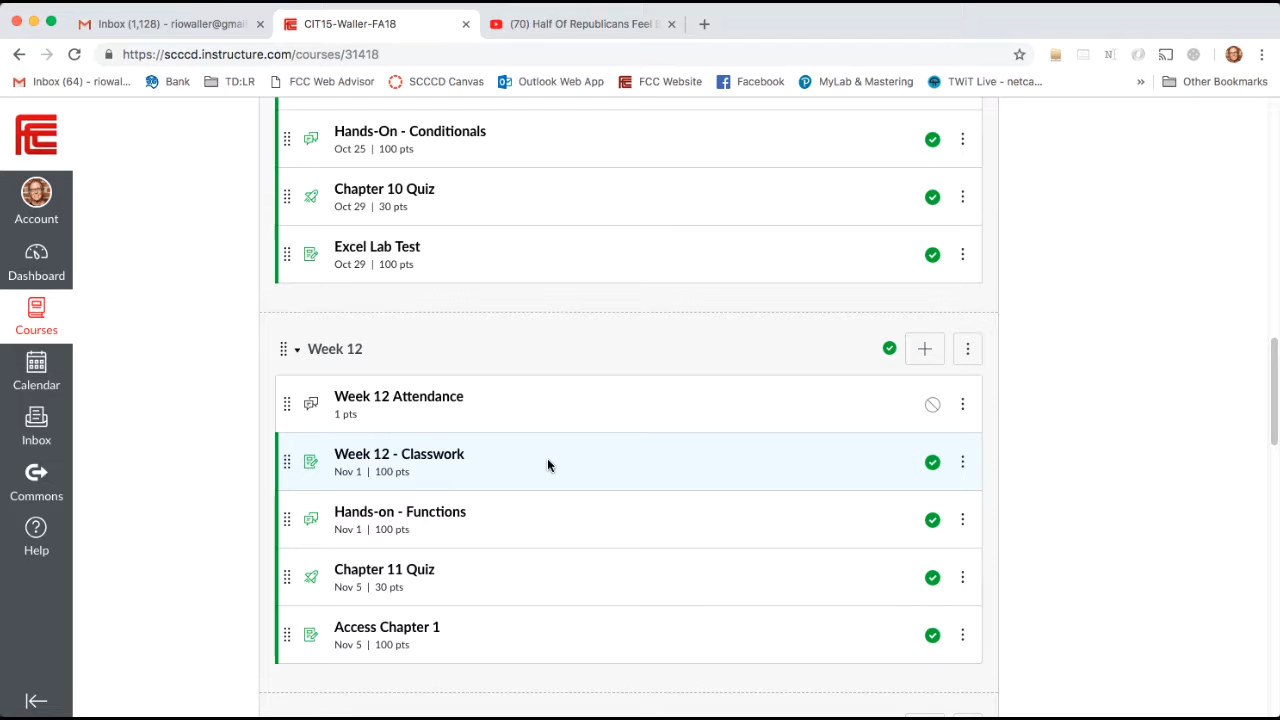 Inbox (1,128) - riowaller@gmai
CIT15-Waller-FA18
(70) Half Of Republicans Feel B
https://scccd.instructure.com/courses/31418
Inbox (64) - riowal...
Bank
TD:LR
FCC Web Advisor
SCCCD Canvas
Outlook Web App
FCC Website
Facebook
MyLab & Mastering
TWiT Live - netca...
»
Other Bookmarks
Account
Dashboard
Courses
Calendar
Inbox
Commons
Help
Hands-On - Conditionals
Oct 25 | 100 pts
Chapter 10 Quiz
Oct 29 | 30 pts
Excel Lab Test
Oct 29 | 100 pts
Week 12
Week 12 Attendance
1 pts
Week 12 - Classwork
Nov 1 | 100 pts
Hands-on - Functions
Nov 1 | 100 pts
Chapter 11 Quiz
Nov 5 | 30 pts
Access Chapter 1
Nov 5 | 100 pts